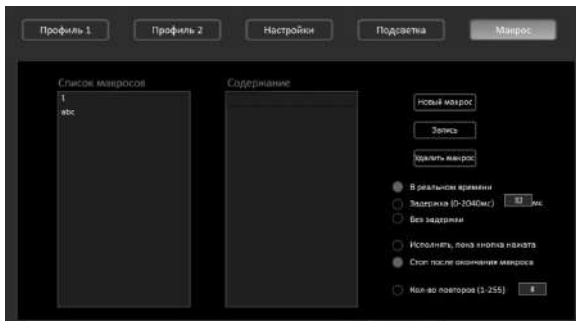 Профиль 1 Профиль 2 Настройки Подсветка Макрос
Список макросов Содержание
1
abc
Новый макрос
Запись
Удалить макрос
В реальном времени
Задержка (0-2040мс) мс
Без задержки
Исполнять, пока кнопка нажата
Стоп после окончания макроса
Кол-во повторов (1-255)